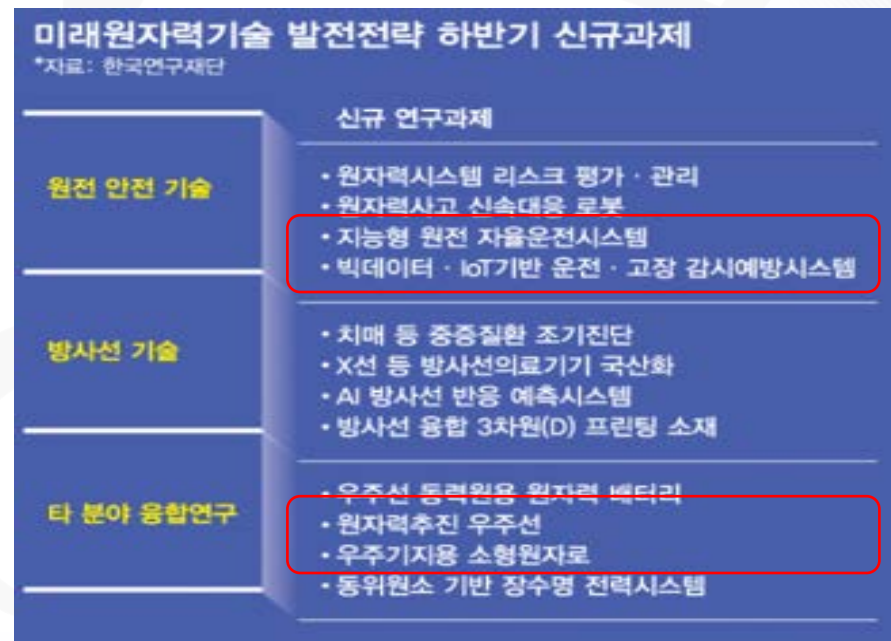 미래원자력기술 발전전략 하반기 신규과제
*자료: 한국연구재단
신규 연구과제
원전 안전 기술
• 원자력시스템 리스크 평가 · 관리
• 원자력사고 신속대응 로봇
• 지능형 원전 자율운전시스템
• 빅데이터 · IoT기반 운전 · 고장 감시예방시스템
방사선 기술
• 치매 등 중증질환 조기진단
• X선 등 방사선의료기기 국산화
• AI 방사선 반응 예측시스템
• 방사선 융합 3차원(D) 프린팅 소재
타 분야 융합연구
• 우주선 동력원용 원자력 배터리
• 원자력추진 우주선
• 우주기지용 소형원자로
• 동위원소 기반 장수명 전력시스템